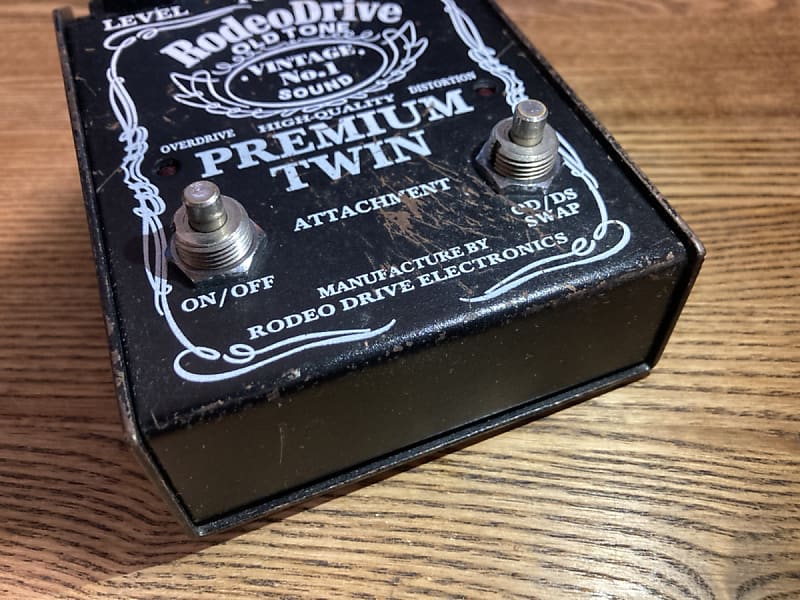 LEVEL
RodeoDrive
OLD TONE
· VINTAGE ·
No.1
SOUND
OVERDRIVE
HIGH-QUALITY
DISTORTION
PREMIUM
TWIN
ATTACHMENT
OD/DS
SWAP
ON/OFF
MANUFACTURE BY
RODEO DRIVE ELECTRONICS